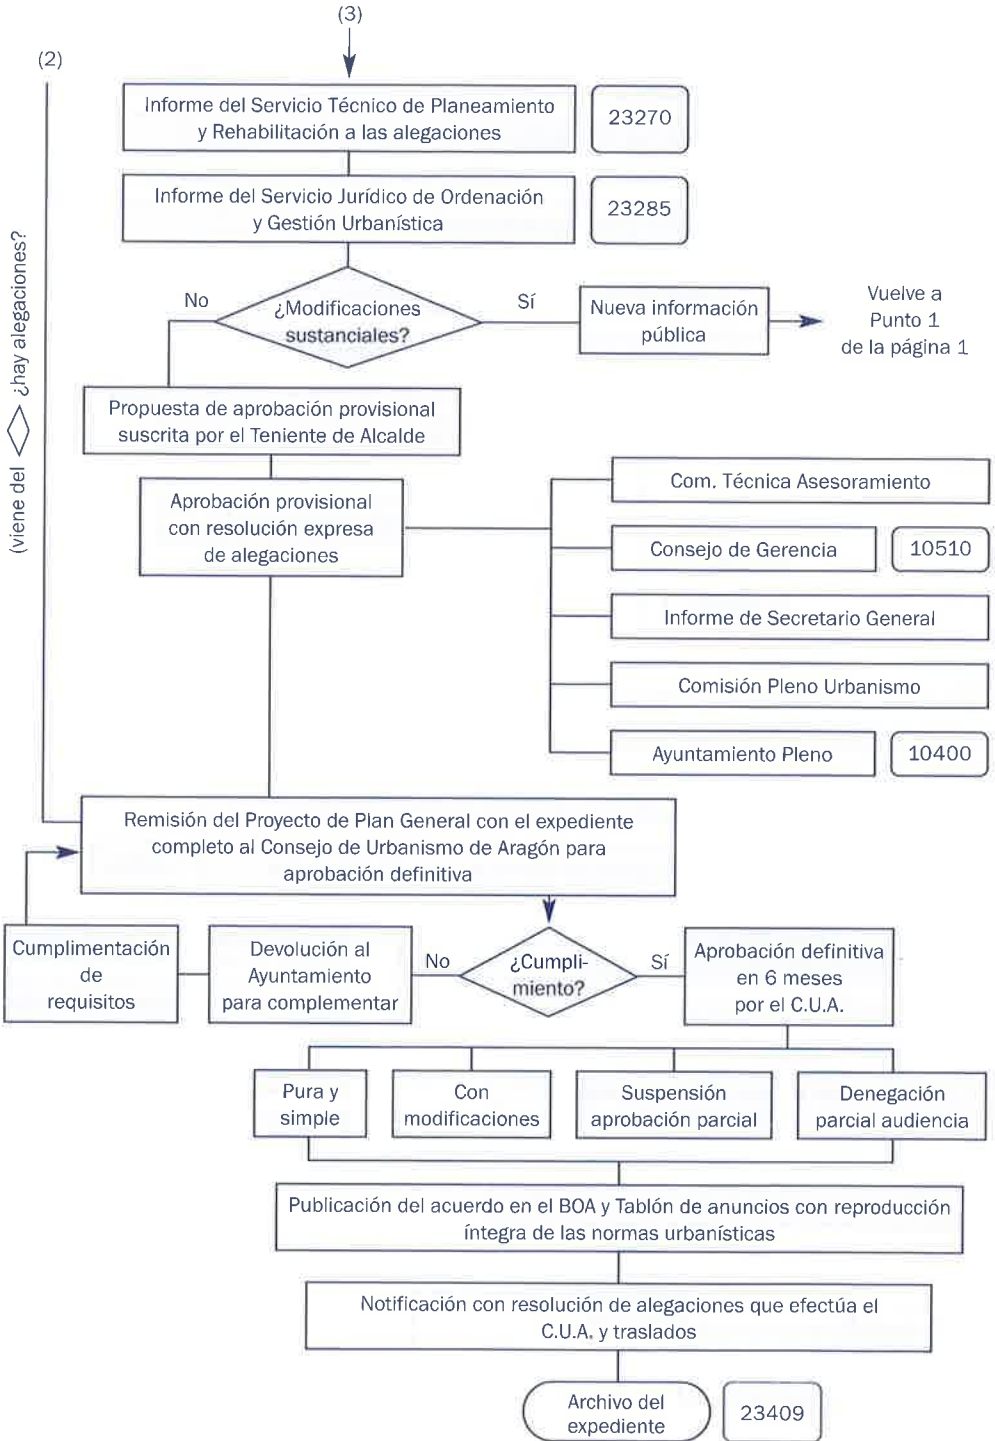 (3)
(2)
Informe del Servicio Técnico de Planeamiento
y Rehabilitación a las alegaciones
23270
Informe del Servicio Jurídico de Ordenación
y Gestión Urbanística
23285
(viene del ¿hay alegaciones?
No
¿Modificaciones
sustanciales?
Sí
Nueva información
pública
Vuelve a
Punto 1
de la página 1
Propuesta de aprobación provisional
suscrita por el Teniente de Alcalde
Aprobación provisional
con resolución expresa
de alegaciones
Com. Técnica Asesoramiento
Consejo de Gerencia
10510
Informe de Secretario General
Comisión Pleno Urbanismo
Ayuntamiento Pleno
10400
Remisión del Proyecto de Plan General con el expediente
completo al Consejo de Urbanismo de Aragón para
aprobación definitiva
Cumplimentación
de
requisitos
Devolución al
Ayuntamiento
para complementar
No
¿Cumpli-
miento?
Sí
Aprobación definitiva
en 6 meses
por el C.U.A.
Pura y
simple
Con
modificaciones
Suspensión
aprobación parcial
Denegación
parcial audiencia
Publicación del acuerdo en el BOA y Tablón de anuncios con reproducción
íntegra de las normas urbanísticas
Notificación con resolución de alegaciones que efectúa el
C.U.A. y traslados
Archivo del
expediente
23409